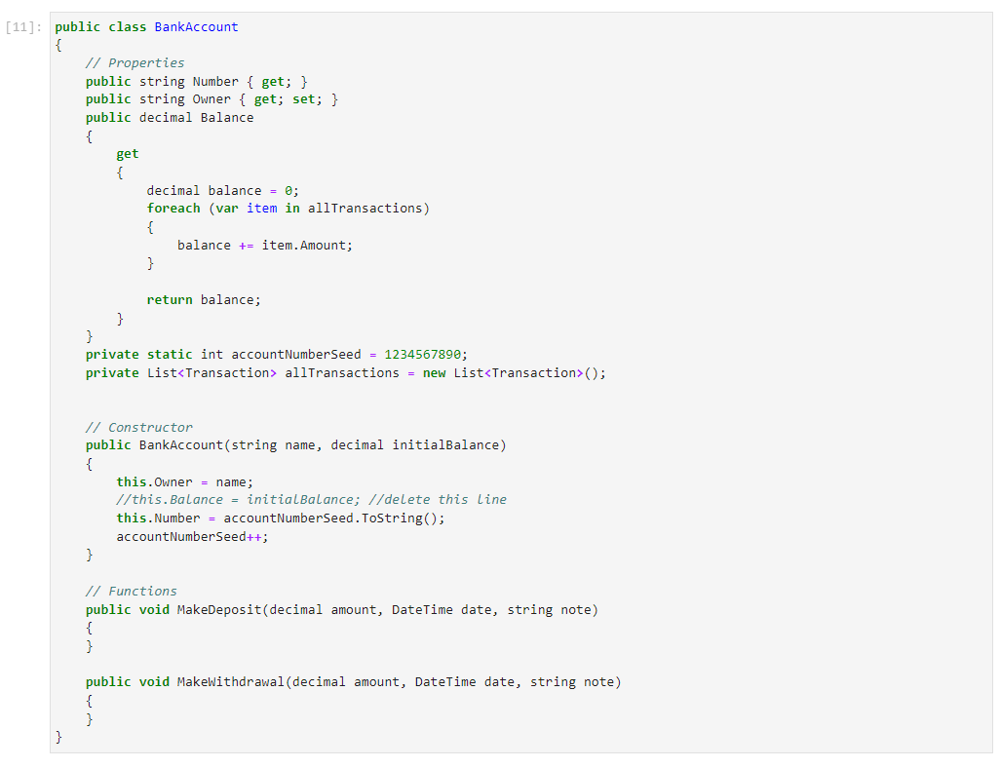 [11]: public class BankAccount
{
    // Properties
    public string Number { get; }
    public string Owner { get; set; }
    public decimal Balance
    {
        get
        {
            decimal balance = 0;
            foreach (var item in allTransactions)
            {
                balance += item.Amount;
            }

            return balance;
        }
    }
    private static int accountNumberSeed = 1234567890;
    private List<Transaction> allTransactions = new List<Transaction>();


    // Constructor
    public BankAccount(string name, decimal initialBalance)
    {
        this.Owner = name;
        //this.Balance = initialBalance; //delete this line
        this.Number = accountNumberSeed.ToString();
        accountNumberSeed++;
    }

    // Functions
    public void MakeDeposit(decimal amount, DateTime date, string note)
    {
    }

    public void MakeWithdrawal(decimal amount, DateTime date, string note)
    {
    }
}